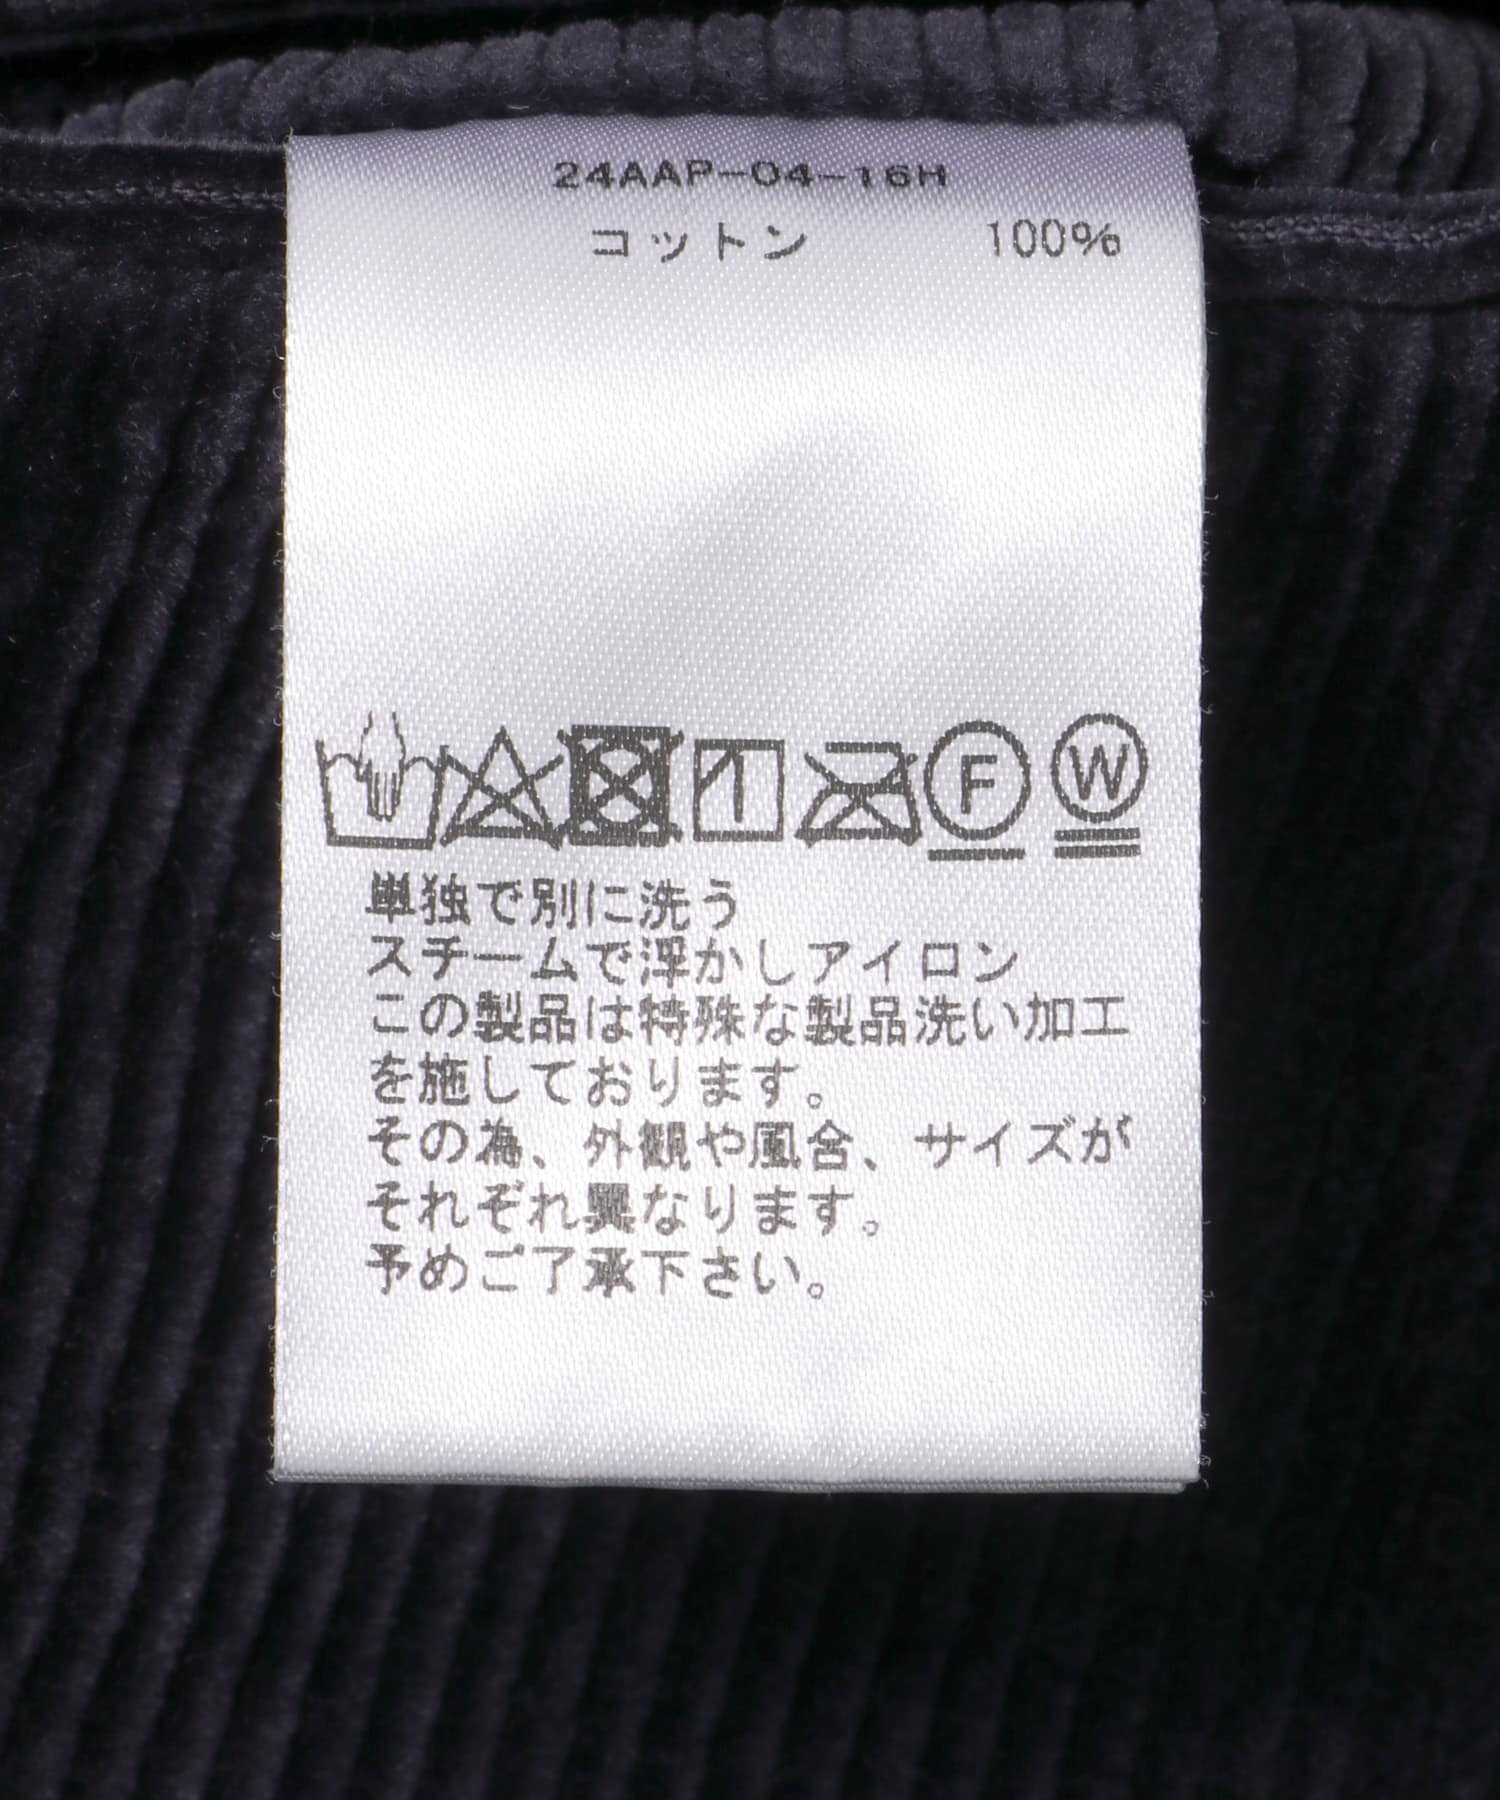 24AAP-04-16H
コットン 100%
F W
単独で別に洗う
スチームで浮かしアイロン
この製品は特殊な製品洗い加工
を施しております。
その為、外観や風合、サイズが
それぞれ異なります。
予めご了承下さい。